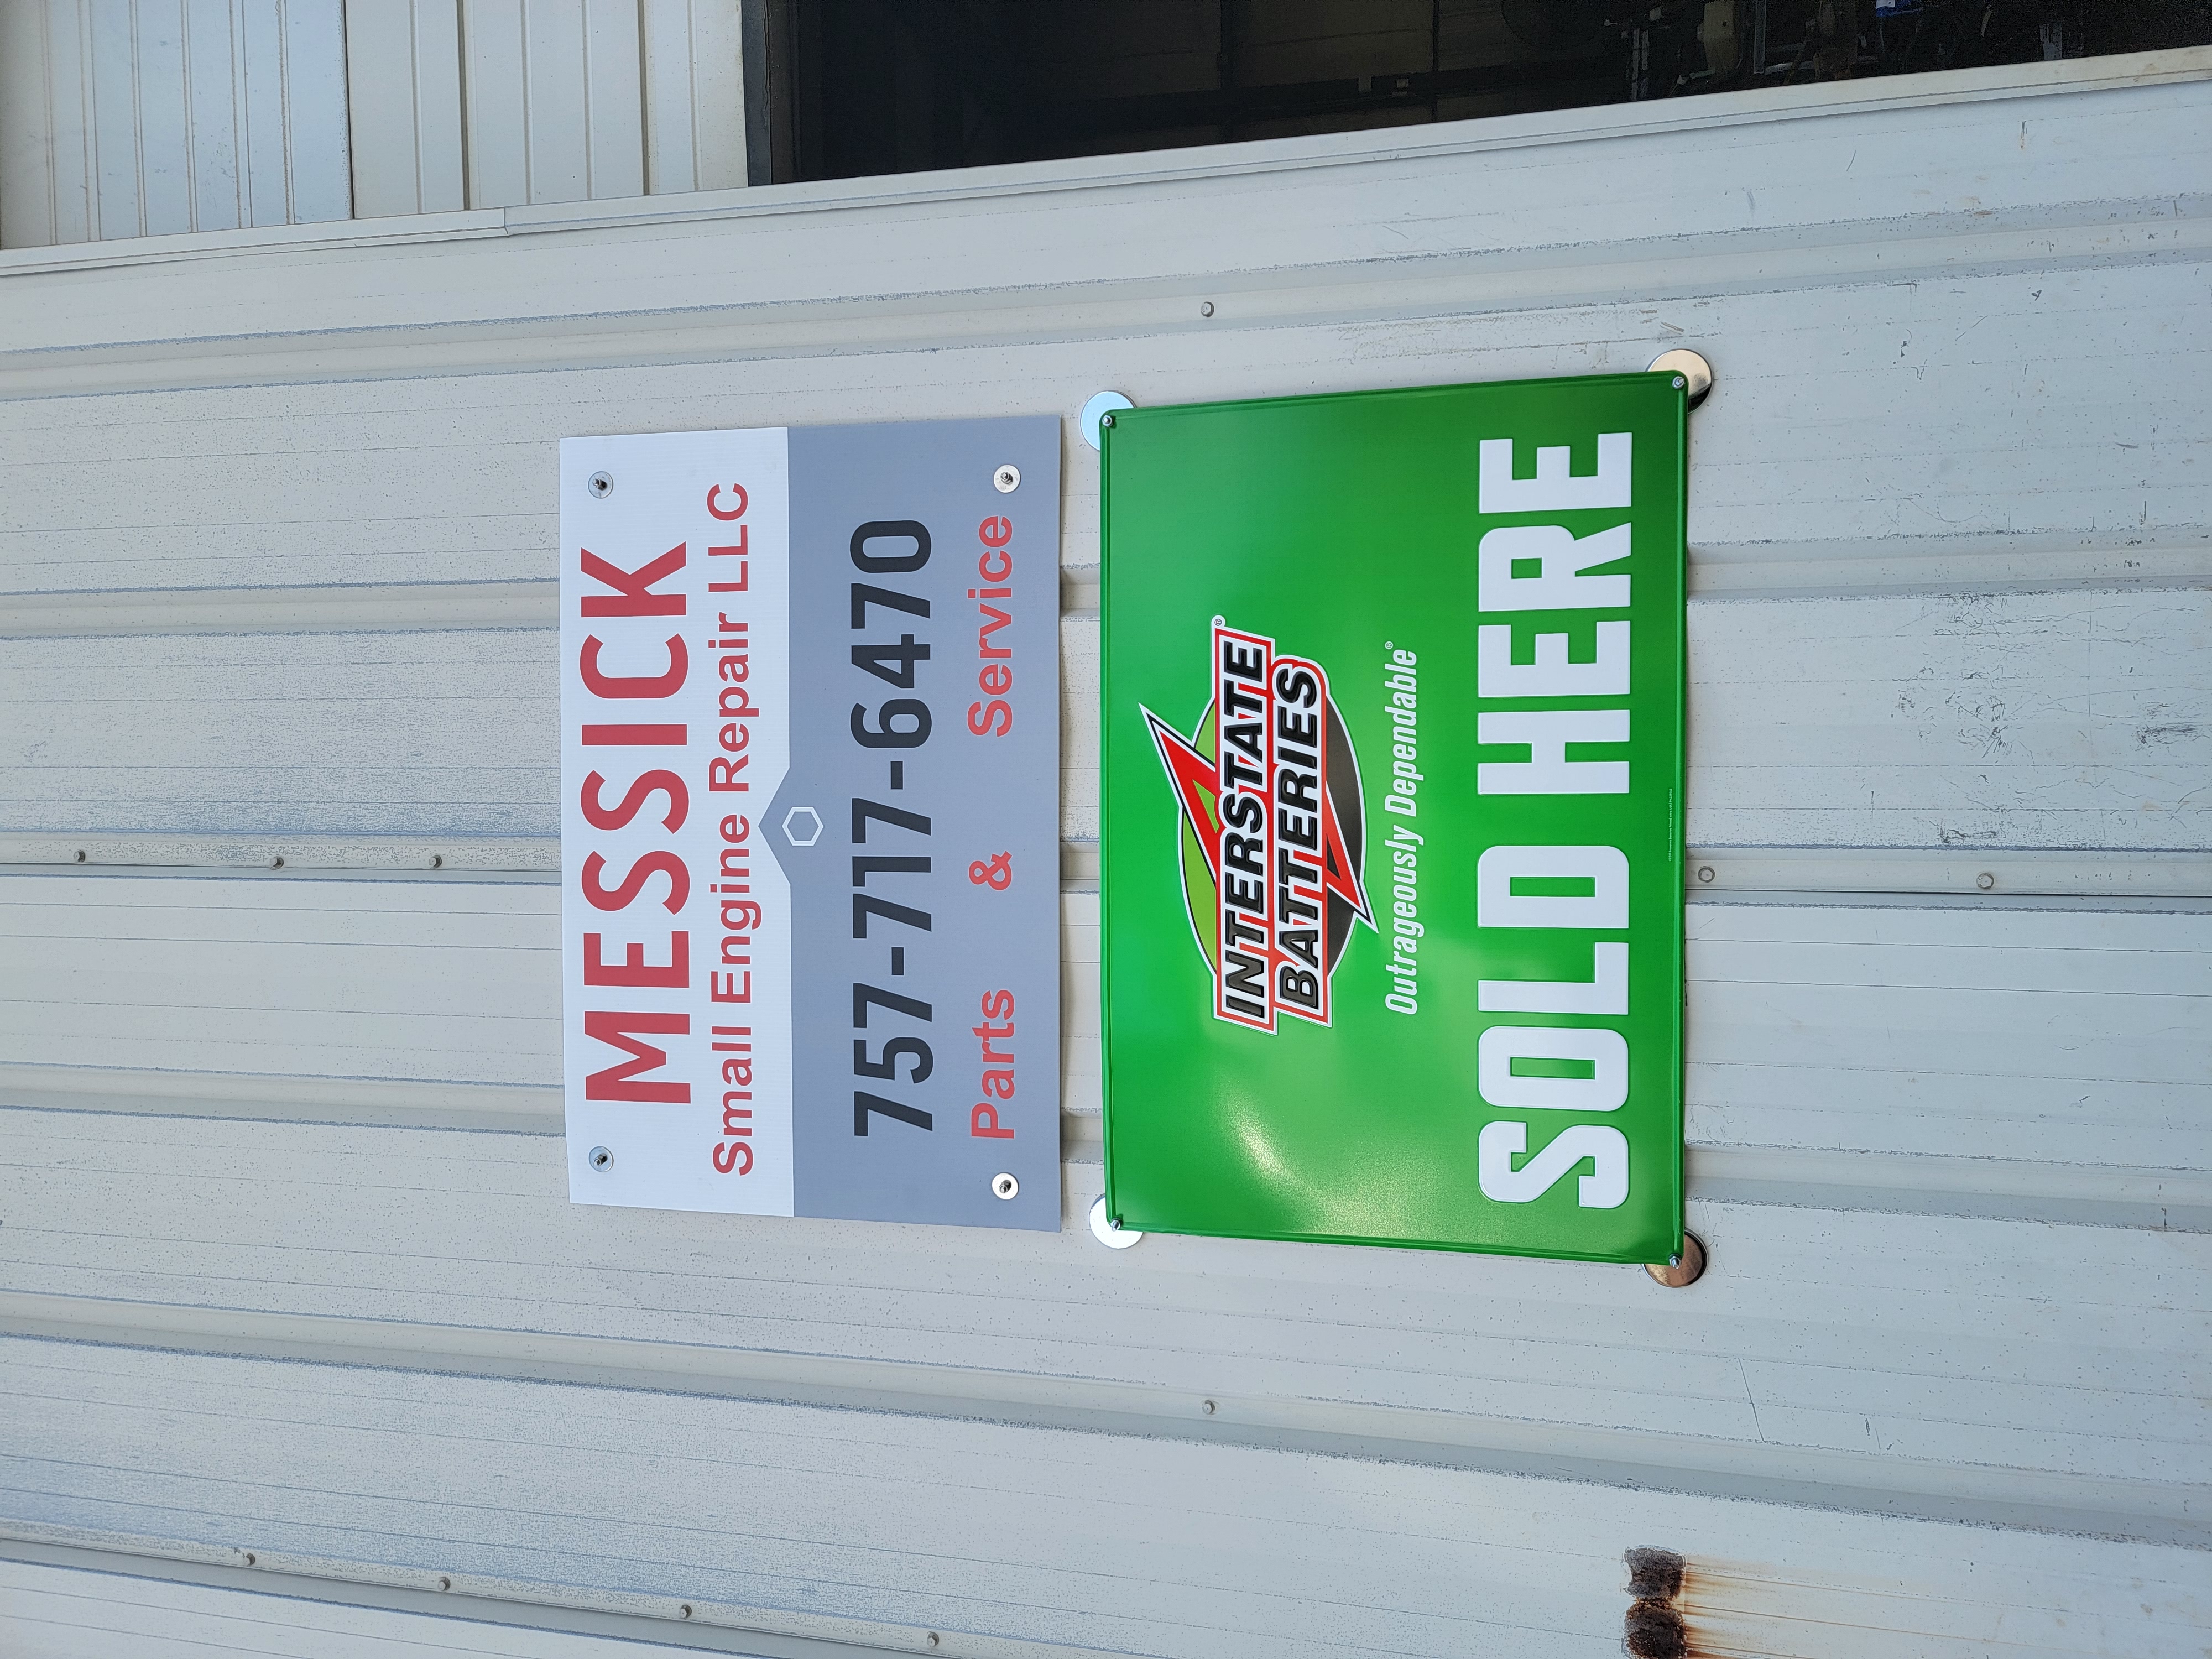 MESSICK
Small Engine Repair LLC
757-717-6470
Parts & Service
INTERSTATE
BATTERIES®
Outrageously Dependable®
SOLD HERE